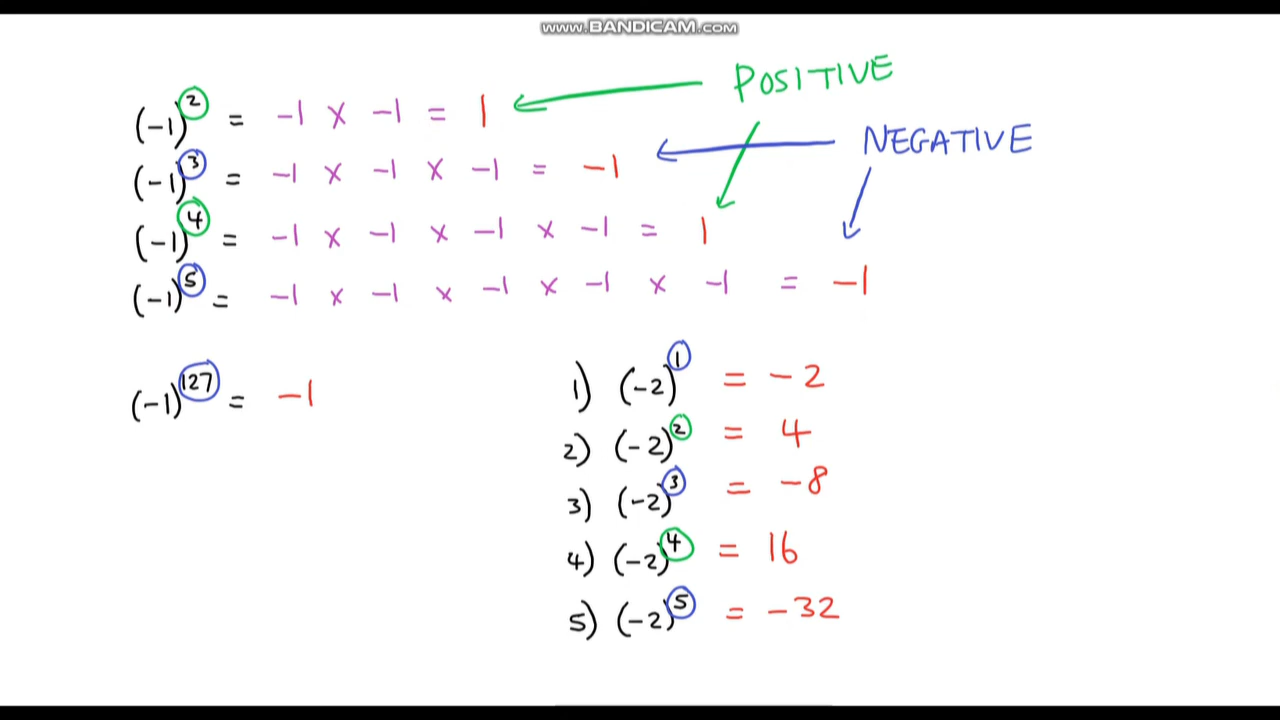 www.BANDICAM.com
POSITIVE
(-1)² = -1 × -1 = 1
NEGATIVE
(-1)³ = -1 × -1 × -1 = -1
(-1)⁴ = -1 × -1 × -1 × -1 = 1
(-1)⁵ = -1 × -1 × -1 × -1 × -1 = -1
(-1)¹²⁷ = -1
1) (-2)¹ = -2
2) (-2)² = 4
3) (-2)³ = -8
4) (-2)⁴ = 16
5) (-2)⁵ = -32